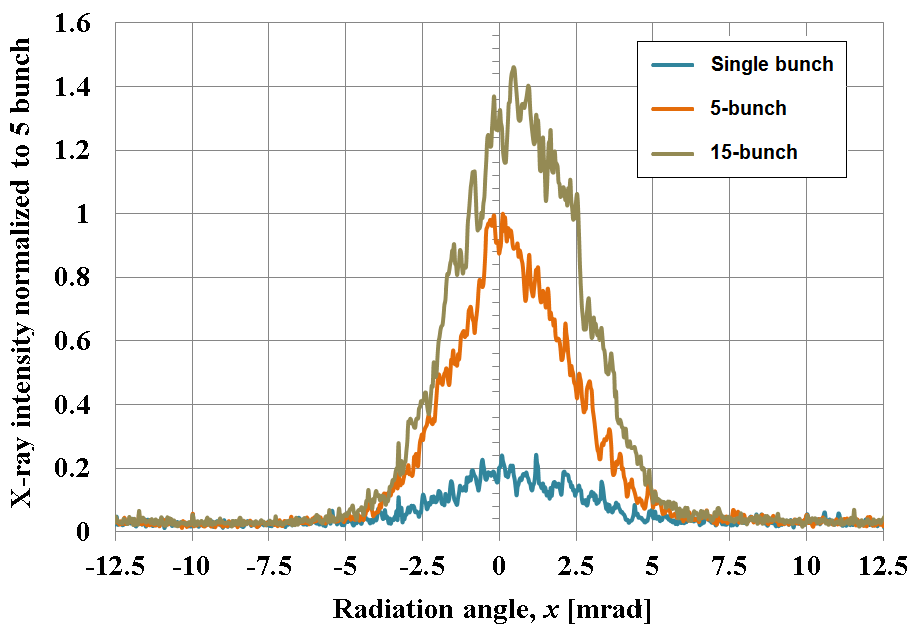 X-ray intensity normalized to 5 bunch
1.6
1.4
1.2
1
0.8
0.6
0.4
0.2
0
Single bunch
5-bunch
15-bunch
-12.5 -10 -7.5 -5 -2.5 0 2.5 5 7.5 10 12.5
Radiation angle, x [mrad]